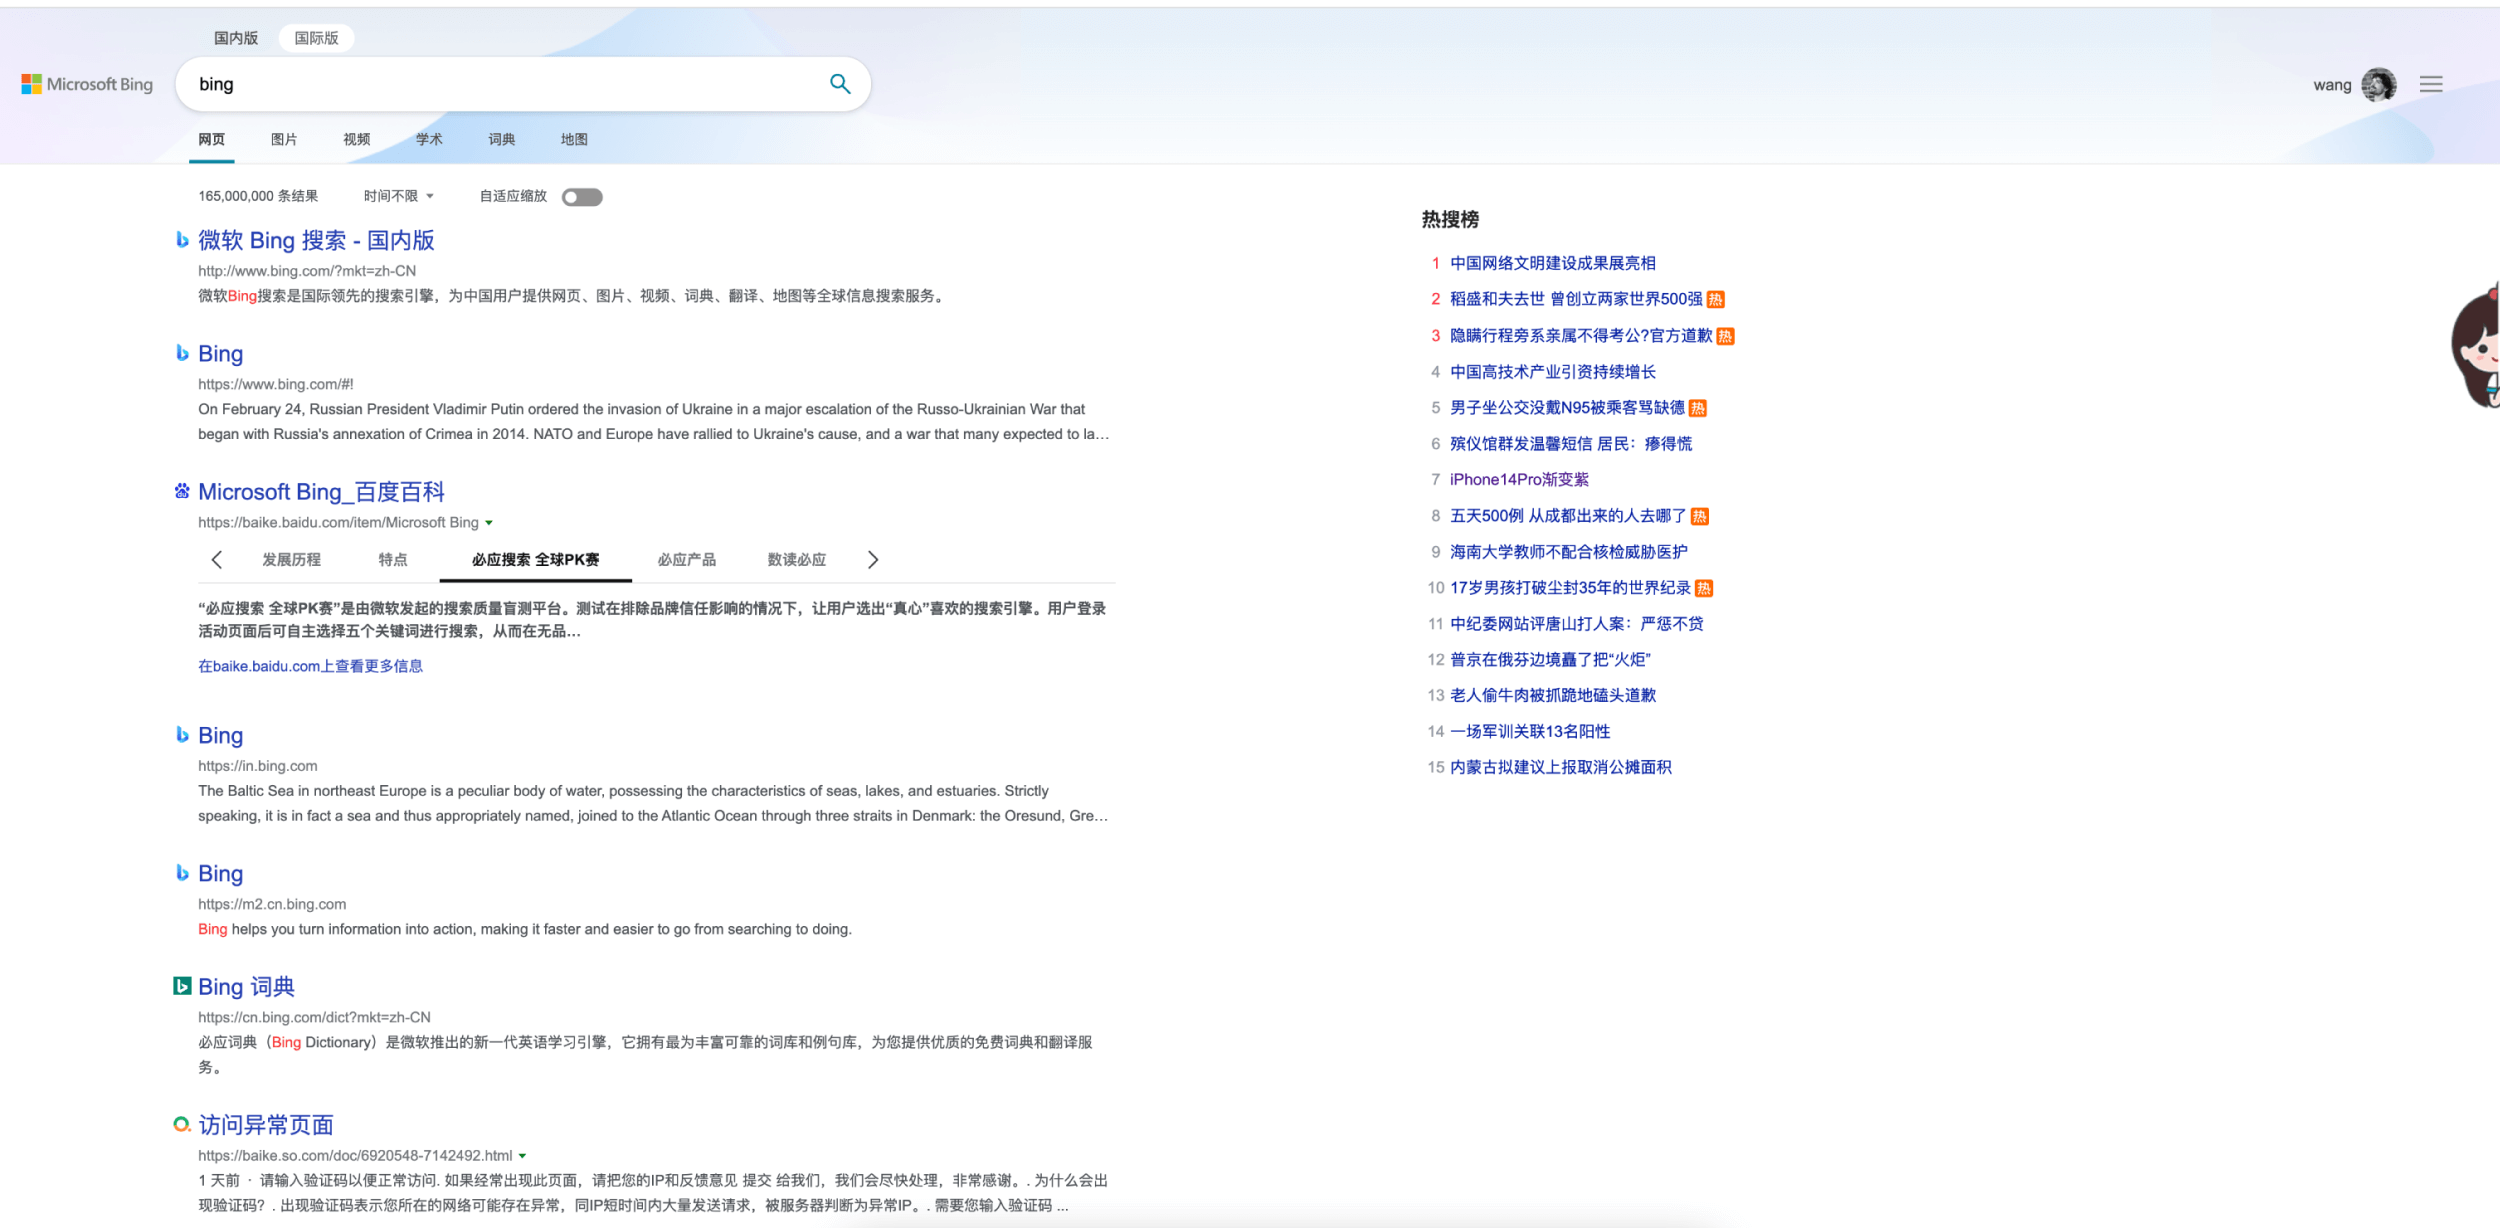 国内版 国际版
Microsoft Bing
bing
wang
网页 图片 视频 学术 词典 地图
165,000,000 条结果 时间不限 自适应缩放
微软 Bing 搜索 - 国内版
http://www.bing.com/?mkt=zh-CN
微软Bing搜索是国际领先的搜索引擎，为中国用户提供网页、图片、视频、词典、翻译、地图等全球信息搜索服务。
Bing
https://www.bing.com/#!
On February 24, Russian President Vladimir Putin ordered the invasion of Ukraine in a major escalation of the Russo-Ukrainian War that
began with Russia's annexation of Crimea in 2014. NATO and Europe have rallied to Ukraine's cause, and a war that many expected to la…
Microsoft Bing_百度百科
https://baike.baidu.com/item/Microsoft Bing
发展历程 特点 必应搜索 全球PK赛 必应产品 数读必应
“必应搜索 全球PK赛”是由微软发起的搜索质量盲测平台。测试在排除品牌信任影响的情况下，让用户选出“真心”喜欢的搜索引擎。用户登录
活动页面后可自主选择五个关键词进行搜索，从而在无品…
在baike.baidu.com上查看更多信息
Bing
https://in.bing.com
The Baltic Sea in northeast Europe is a peculiar body of water, possessing the characteristics of seas, lakes, and estuaries. Strictly
speaking, it is in fact a sea and thus appropriately named, joined to the Atlantic Ocean through three straits in Denmark: the Oresund, Gre…
Bing
https://m2.cn.bing.com
Bing helps you turn information into action, making it faster and easier to go from searching to doing.
Bing 词典
https://cn.bing.com/dict?mkt=zh-CN
必应词典（Bing Dictionary）是微软推出的新一代英语学习引擎，它拥有最为丰富可靠的词库和例句库，为您提供优质的免费词典和翻译服
务。
访问异常页面
https://baike.so.com/doc/6920548-7142492.html
1 天前 · 请输入验证码以便正常访问. 如果经常出现此页面，请把您的IP和反馈意见 提交 给我们，我们会尽快处理，非常感谢。. 为什么会出
现验证码？. 出现验证码表示您所在的网络可能存在异常，同IP短时间内大量发送请求，被服务器判断为异常IP。. 需要您输入验证码 ...
热搜榜
1 中国网络文明建设成果展亮相
2 稻盛和夫去世 曾创立两家世界500强 热
3 隐瞒行程旁系亲属不得考公?官方道歉 热
4 中国高技术产业引资持续增长
5 男子坐公交没戴N95被乘客骂缺德 热
6 殡仪馆群发温馨短信 居民：瘆得慌
7 iPhone14Pro渐变紫
8 五天500例 从成都出来的人去哪了 热
9 海南大学教师不配合核检威胁医护
10 17岁男孩打破尘封35年的世界纪录 热
11 中纪委网站评唐山打人案：严惩不贷
12 普京在俄芬边境矗了把“火炬”
13 老人偷牛肉被抓跪地磕头道歉
14 一场军训关联13名阳性
15 内蒙古拟建议上报取消公摊面积